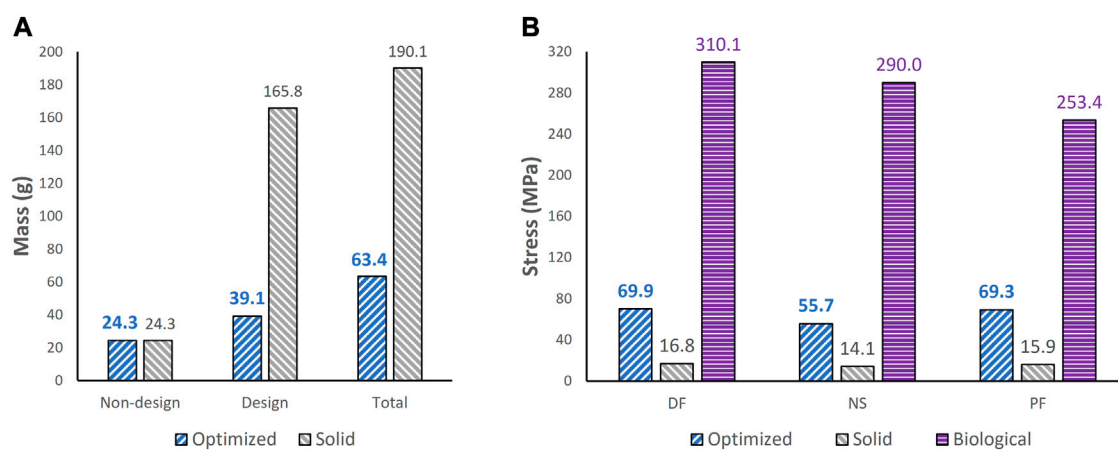 A
Mass (g)
200
180
160
140
120
100
80
60
40
20
0
24.3
24.3
39.1
165.8
63.4
190.1
Non-design
Design
Total
Optimized
Solid
B
Stress (MPa)
320
280
240
200
160
120
80
40
0
69.9
16.8
310.1
55.7
14.1
290.0
69.3
15.9
253.4
DF
NS
PF
Optimized
Solid
Biological